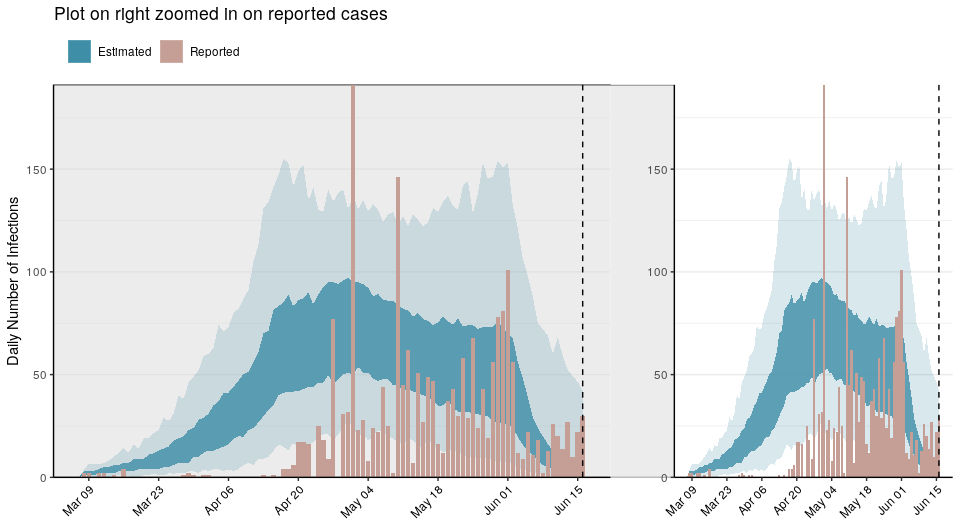 Plot on right zoomed in on reported cases
Estimated Reported
Daily Number of Infections
150
100
50
0
Mar 09 Mar 23 Apr 06 Apr 20 May 04 May 18 Jun 01 Jun 15
150
100
50
0
Mar 09 Mar 23 Apr 06 Apr 20 May 04 May 18 Jun 01 Jun 15